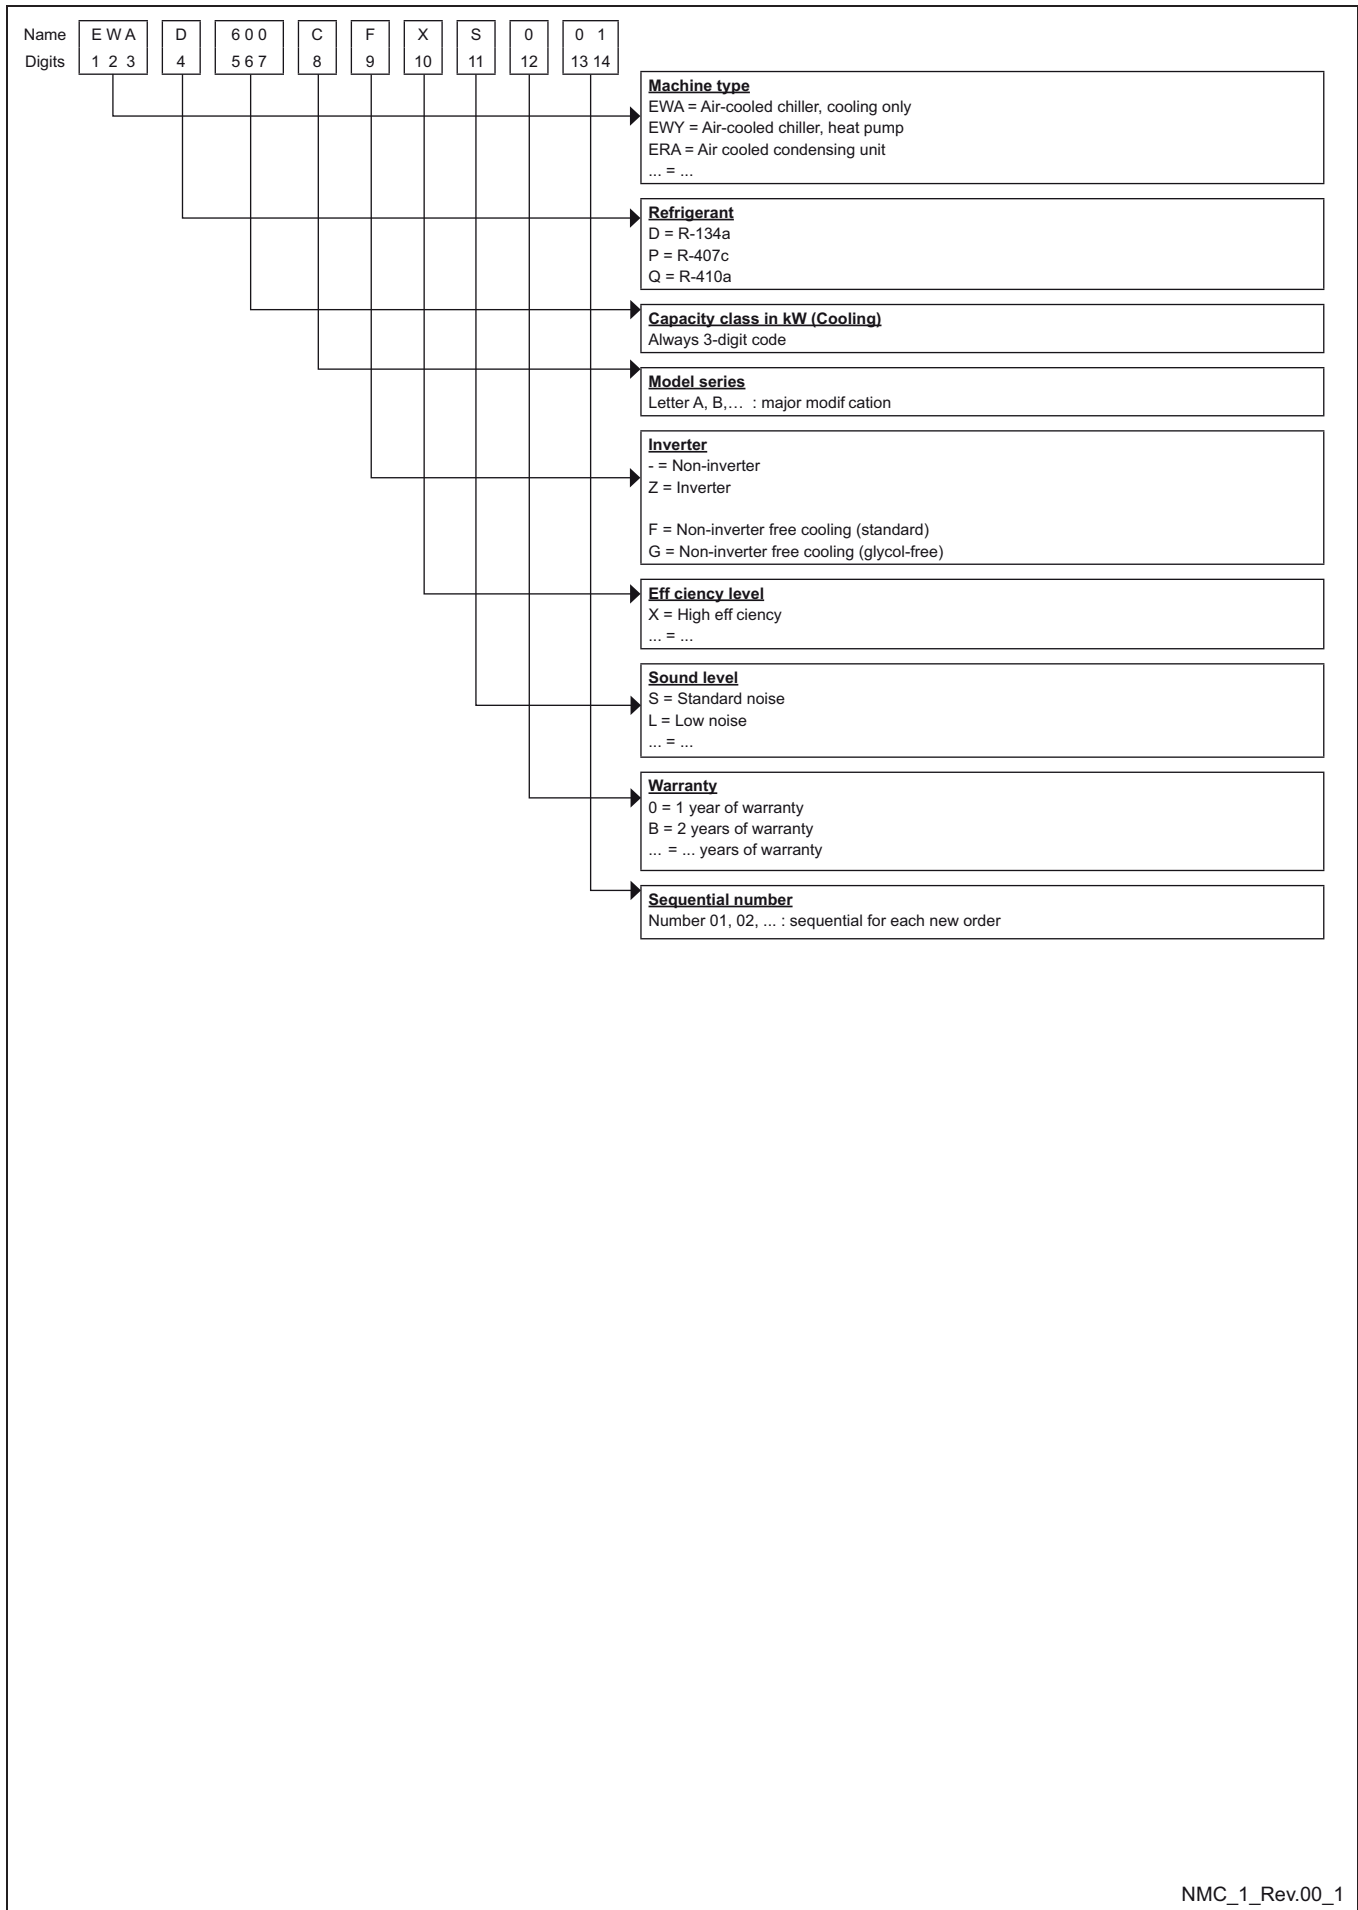 Name E W A D 6 0 0 C F X S 0 0 1
Digits 1 2 3 4 5 6 7 8 9 10 11 12 13 14
Machine type
EWA = Air-cooled chiller, cooling only
EWY = Air-cooled chiller, heat pump
ERA = Air cooled condensing unit
... = ...
Refrigerant
D = R-134a
P = R-407c
Q = R-410a
Capacity class in kW (Cooling)
Always 3-digit code
Model series
Letter A, B,… : major modif cation
Inverter
- = Non-inverter
Z = Inverter
F = Non-inverter free cooling (standard)
G = Non-inverter free cooling (glycol-free)
Eff ciency level
X = High eff ciency
... = ...
Sound level
S = Standard noise
L = Low noise
... = ...
Warranty
0 = 1 year of warranty
B = 2 years of warranty
... = ... years of warranty
Sequential number
Number 01, 02, ... : sequential for each new order
NMC_1_Rev.00_1